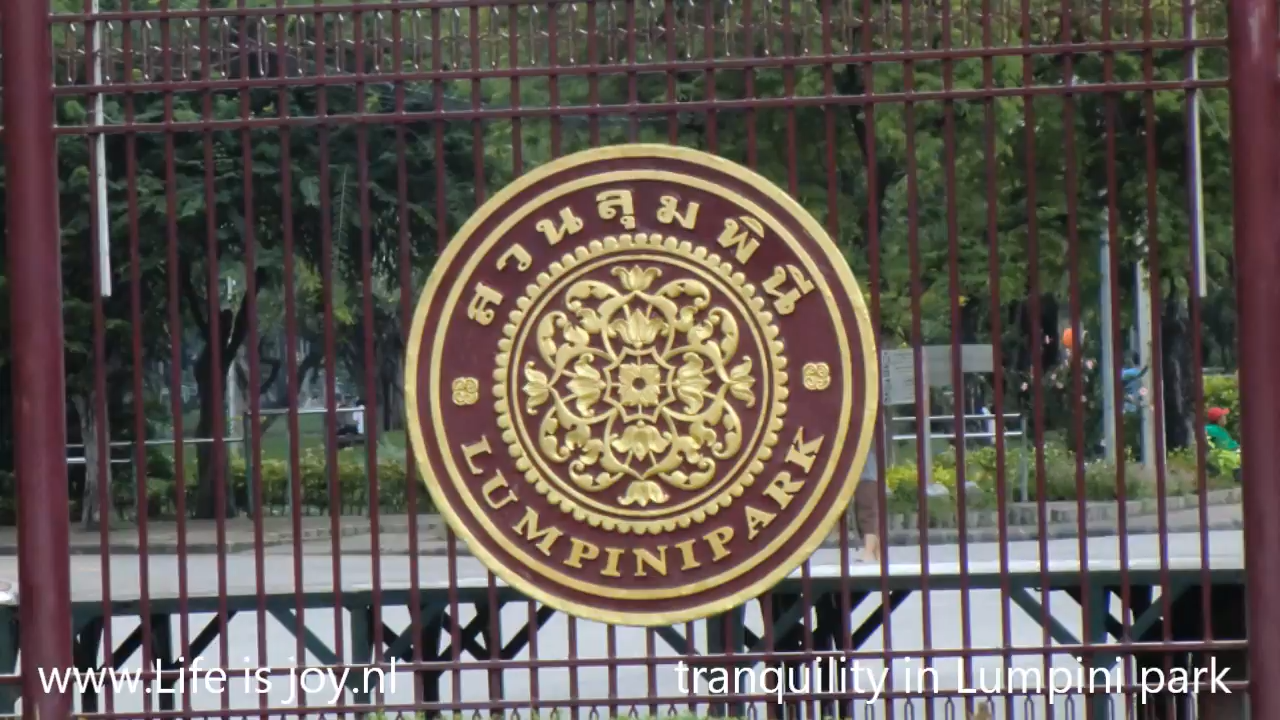 สวนลุมพินี
LUMPINI PARK
www.Life is joy.nl
tranquility in Lumpini park